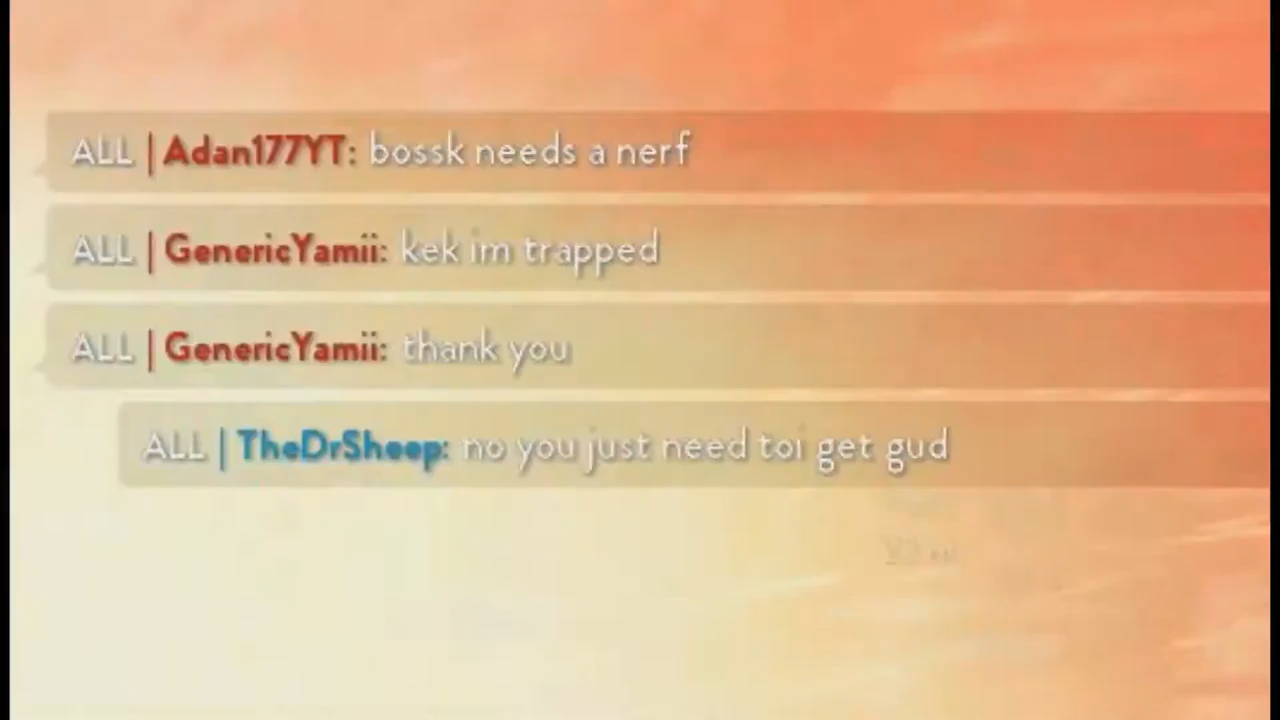 ALL | Adan177YT: bossk needs a nerf
ALL | GenericYamii: kek im trapped
ALL | GenericYamii: thank you
ALL | TheDrSheep: no you just need toi get gud